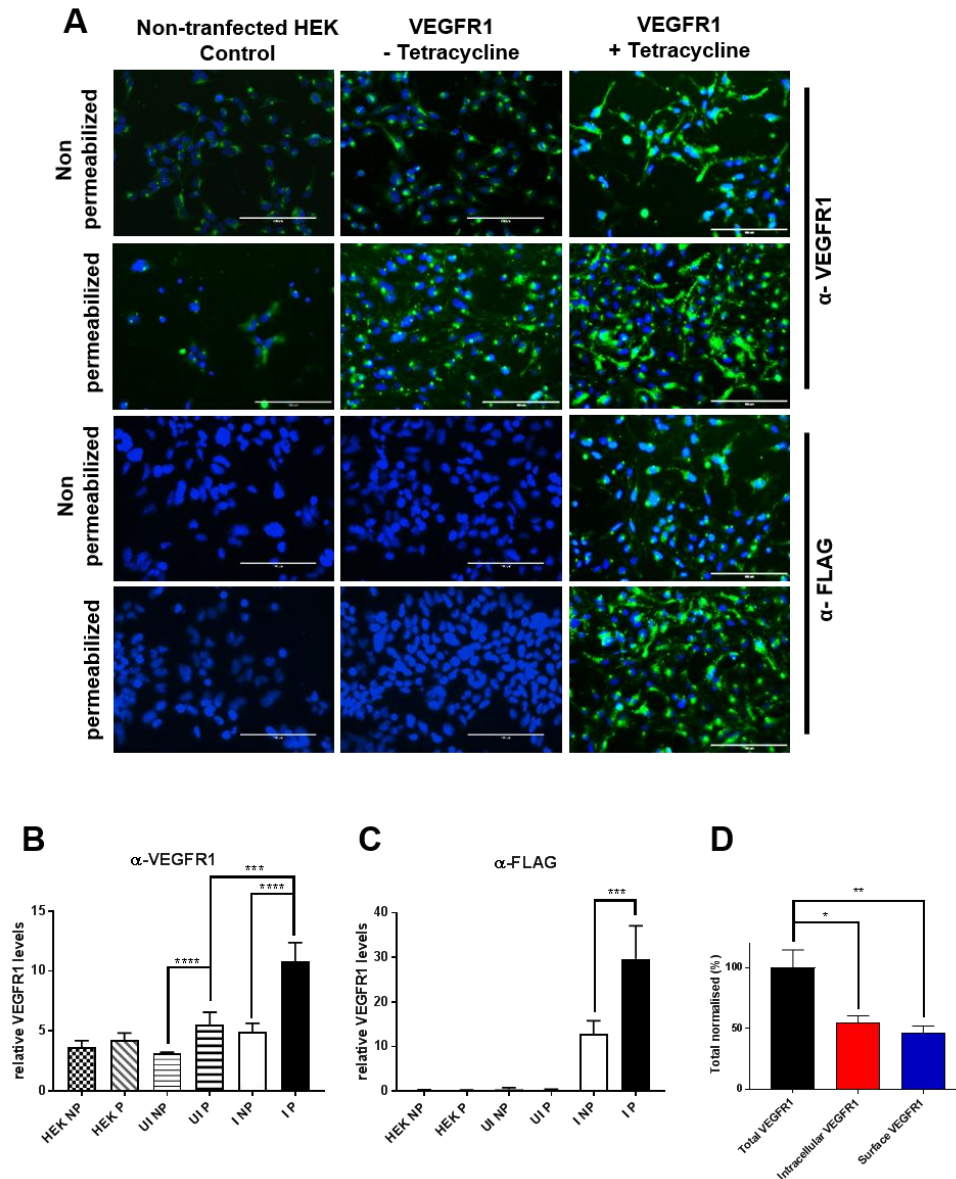 A
Non-tranfected HEK
Control
VEGFR1
- Tetracycline
VEGFR1
+ Tetracycline
Non
permeabilized
permeabilized
Non
permeabilized
permeabilized
α- VEGFR1
α- FLAG
B
α-VEGFR1
relative VEGFR1 levels
15
10
5
0
***
****
****
HEK NP
HEK P
UI NP
UI P
I NP
I P
C
α-FLAG
relative VEGFR1 levels
40
30
20
10
0
***
HEK NP
HEK P
UI NP
UI P
I NP
I P
D
Total normalised (%)
100
50
0
**
*
Total VEGFR1
Intracellular VEGFR1
Surface VEGFR1